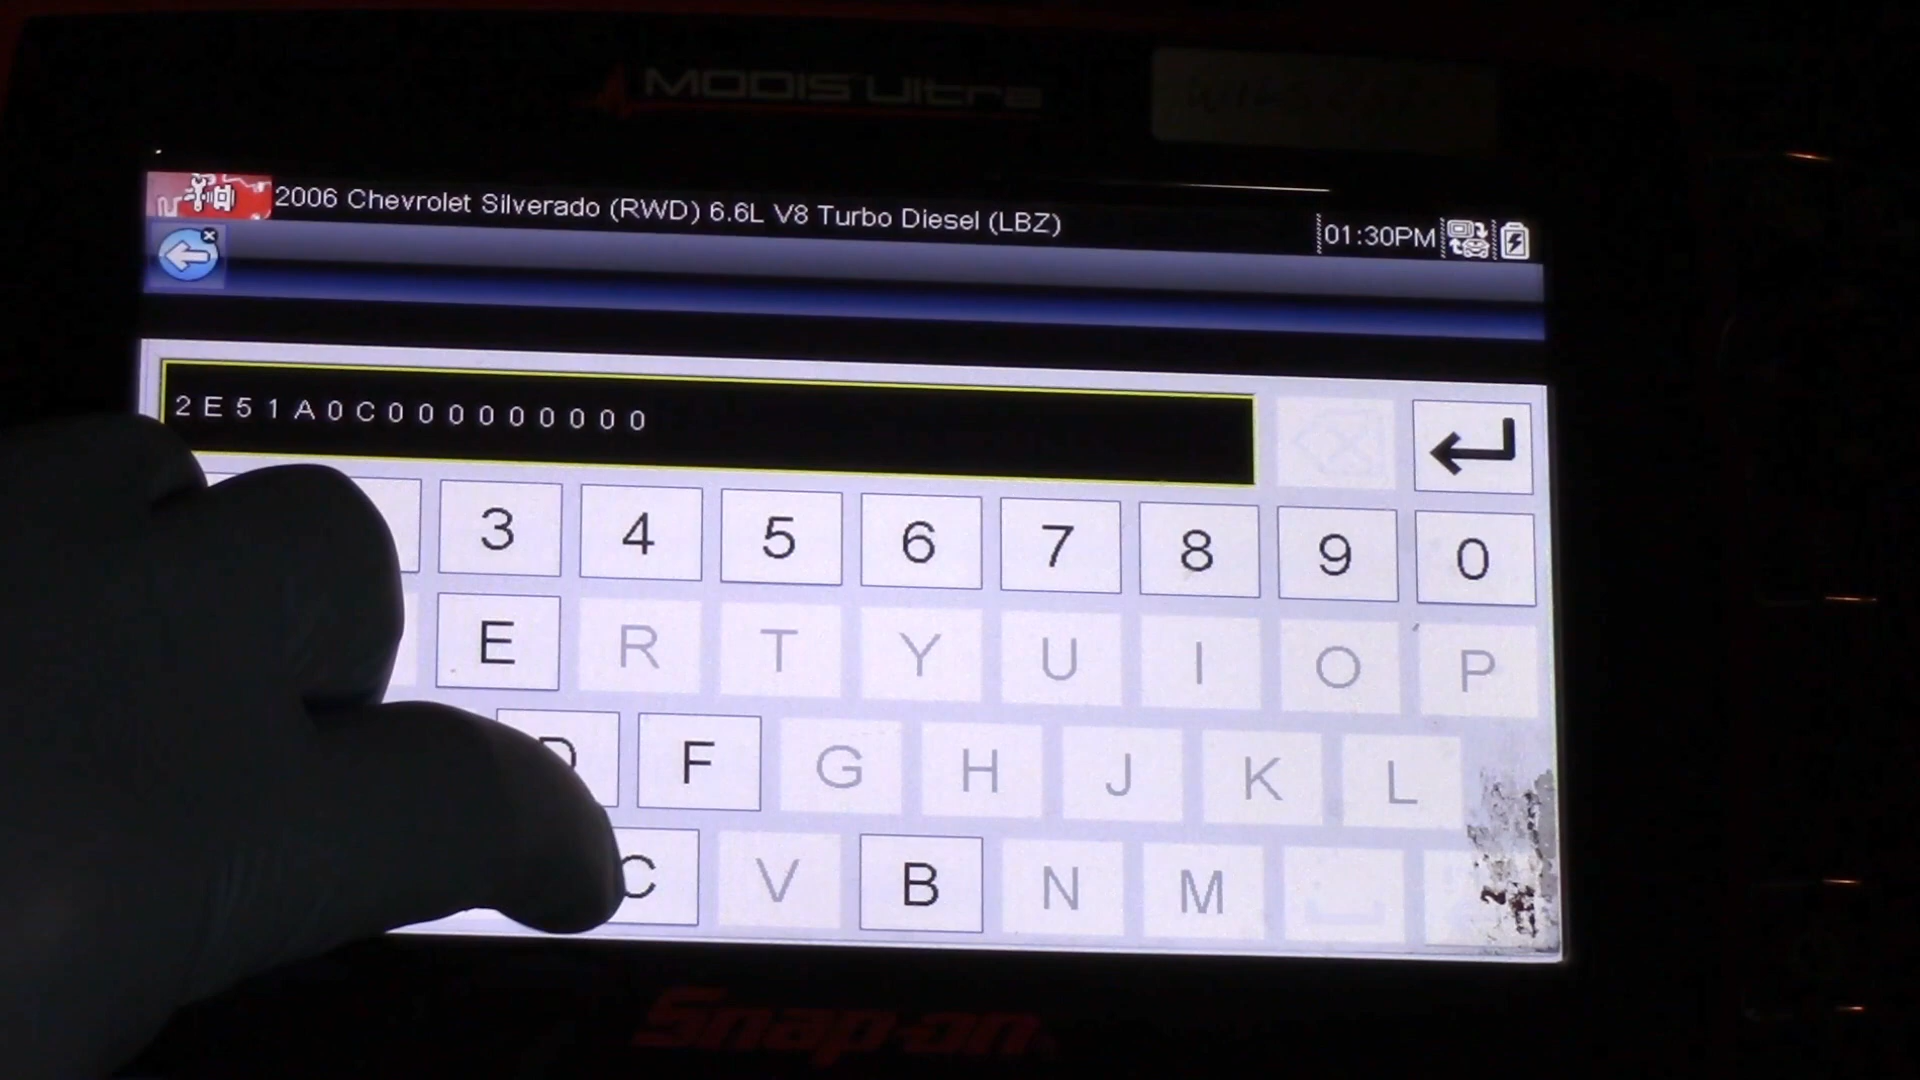 MODIS Ultra
2006 Chevrolet Silverado (RWD) 6.6L V8 Turbo Diesel (LBZ)
01:30PM
2E51A0C000000000
3 4 5 6 7 8 9 0
E R T Y U I O P
D F G H J K L
C V B N M
Snap-on